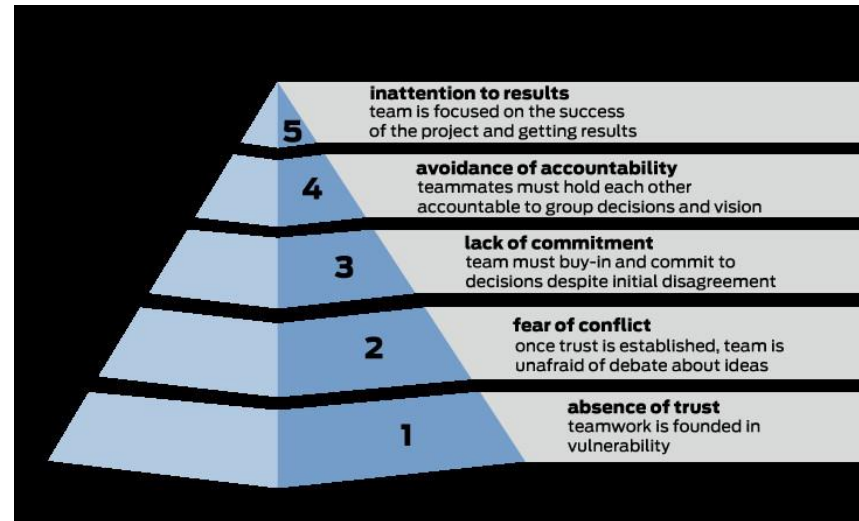 5
inattention to results
team is focused on the success
of the project and getting results
4
avoidance of accountability
teammates must hold each other
accountable to group decisions and vision
3
lack of commitment
team must buy-in and commit to
decisions despite initial disagreement
2
fear of conflict
once trust is established, team is
unafraid of debate about ideas
1
absence of trust
teamwork is founded in
vulnerability